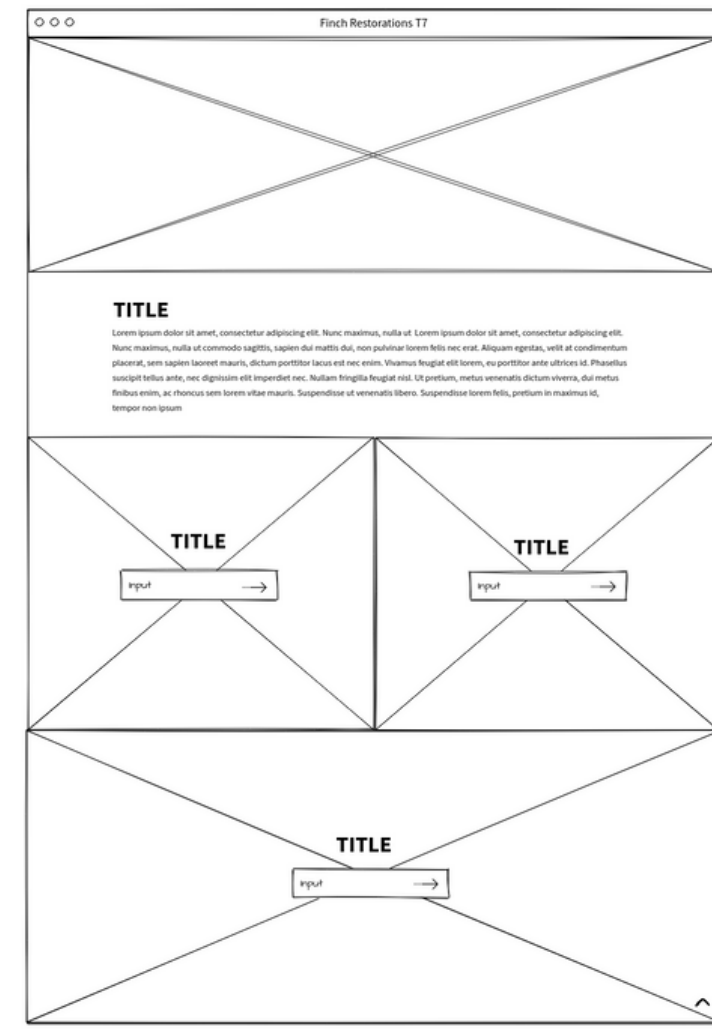 Finch Restorations T7
TITLE
Lorem ipsum dolor sit amet, consectetur adipiscing elit. Nunc maximus, nulla ut  Lorem ipsum dolor sit amet, consectetur adipiscing elit.
Nunc maximus, nulla ut commodo sagittis, sapien dui mattis dui, non pulvinar lorem felis nec erat. Aliquam egestas, velit at condimentum
placerat, sem sapien laoreet mauris, dictum porttitor lacus est nec enim. Vivamus feugiat elit lorem, eu porttitor ante ultrices id. Phasellus
suscipit tellus ante, nec dignissim elit imperdiet nec. Nullam fringilla feugiat nisl. Ut pretium, metus venenatis dictum viverra, dui metus
finibus enim, ac rhoncus sem lorem vitae mauris. Suspendisse ut venenatis libero. Suspendisse lorem felis, pretium in maximus id,
tempor non ipsum
TITLE
input
TITLE
input
TITLE
input